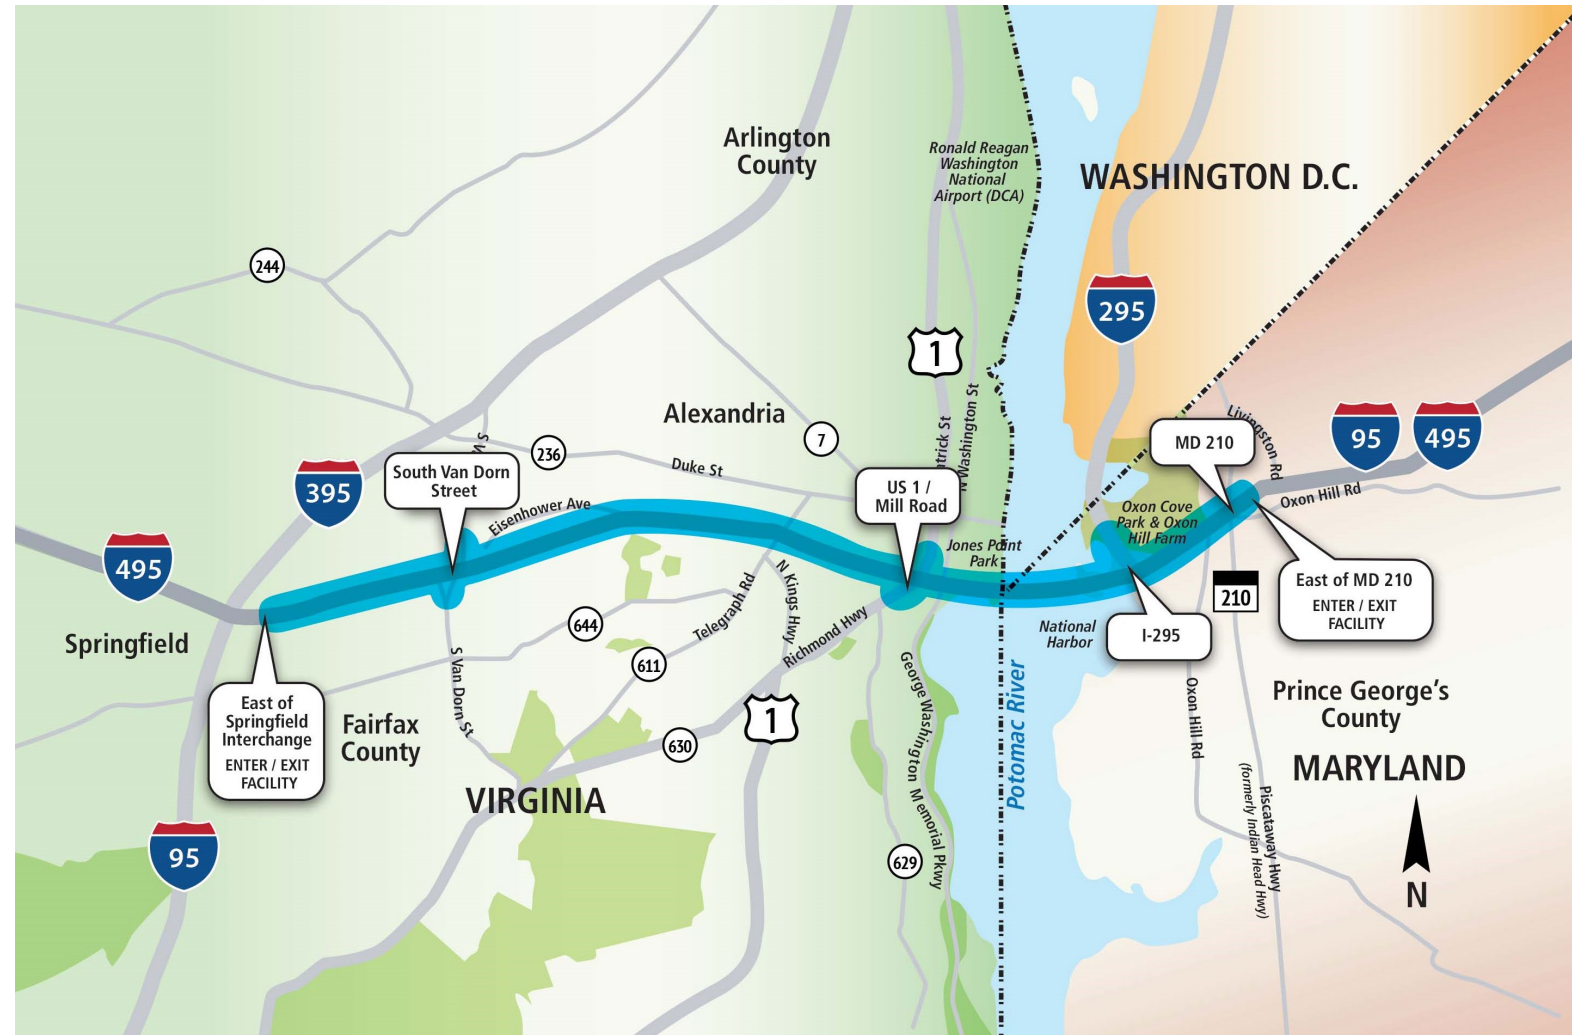 Arlington
County
Ronald Reagan
Washington
National
Airport (DCA)
WASHINGTON D.C.
244
295
1
Alexandria
7
N Washington St
Livingston Rd
MD 210
95
495
236
Duke St
South Van Dorn
Street
395
US 1 /
Mill Road
Oxon Hill Rd
Eisenhower Ave
Oxon Cove
Park & Oxon
Hill Farm
Jones Point
Park
495
East of MD 210
ENTER / EXIT
FACILITY
210
N Kings Hwy
Telegraph Rd
644
Richmond Hwy
National
Harbor
I-295
Springfield
611
S Van Dorn St
George Washington Memorial Pkwy
Potomac River
Oxon Hill Rd
Prince George's
County
East of
Springfield
Interchange
ENTER / EXIT
FACILITY
Fairfax
County
1
630
VIRGINIA
MARYLAND
Piscataway Hwy
(formerly Indian Head Hwy)
95
629
N